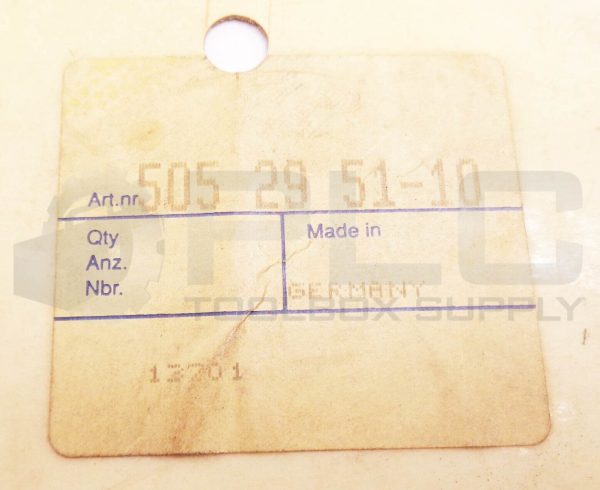 Art.nr. 505 29 51-10
Qty
Anz.
Nbr.
Made in
GERMANY
12701
PLC
TOOLBOX SUPPLY